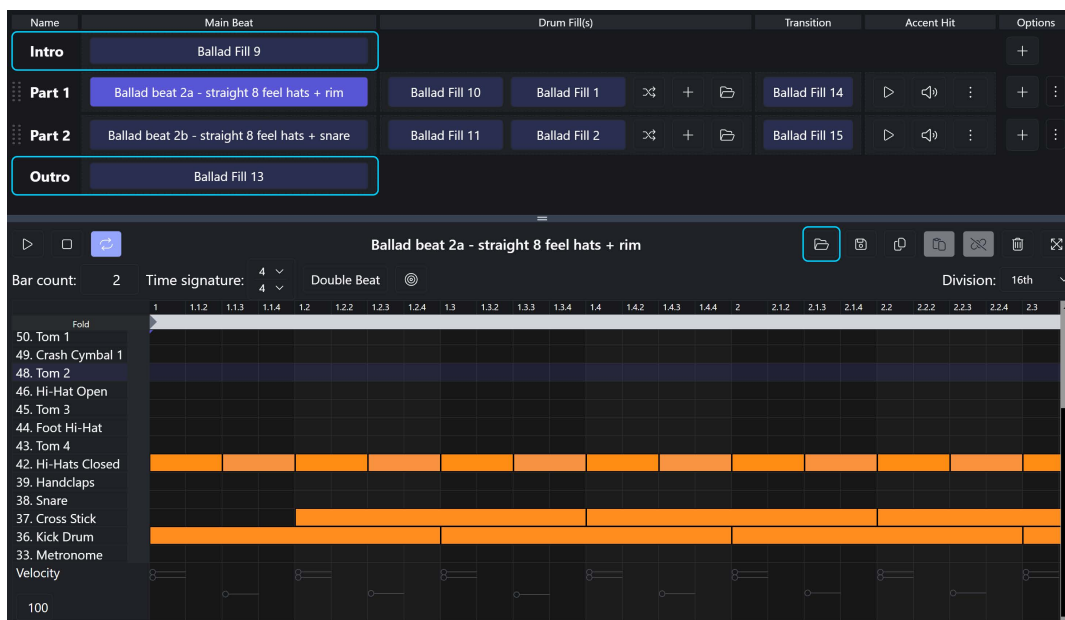 Name Main Beat Drum Fill(s) Transition Accent Hit Options
Intro Ballad Fill 9
Part 1 Ballad beat 2a - straight 8 feel hats + rim Ballad Fill 10 Ballad Fill 1 Ballad Fill 14
Part 2 Ballad beat 2b - straight 8 feel hats + snare Ballad Fill 11 Ballad Fill 2 Ballad Fill 15
Outro Ballad Fill 13
Ballad beat 2a - straight 8 feel hats + rim
Bar count: 2 Time signature: 4 4 Double Beat Division: 16th
1 1.1.2 1.1.3 1.1.4 1.2 1.2.2 1.2.3 1.2.4 1.3 1.3.2 1.3.3 1.3.4 1.4 1.4.2 1.4.3 1.4.4 2 2.1.2 2.1.3 2.1.4 2.2 2.2.2 2.2.3 2.2.4 2.3
Fold
50. Tom 1
49. Crash Cymbal 1
48. Tom 2
46. Hi-Hat Open
45. Tom 3
44. Foot Hi-Hat
43. Tom 4
42. Hi-Hats Closed
39. Handclaps
38. Snare
37. Cross Stick
36. Kick Drum
33. Metronome
Velocity
100